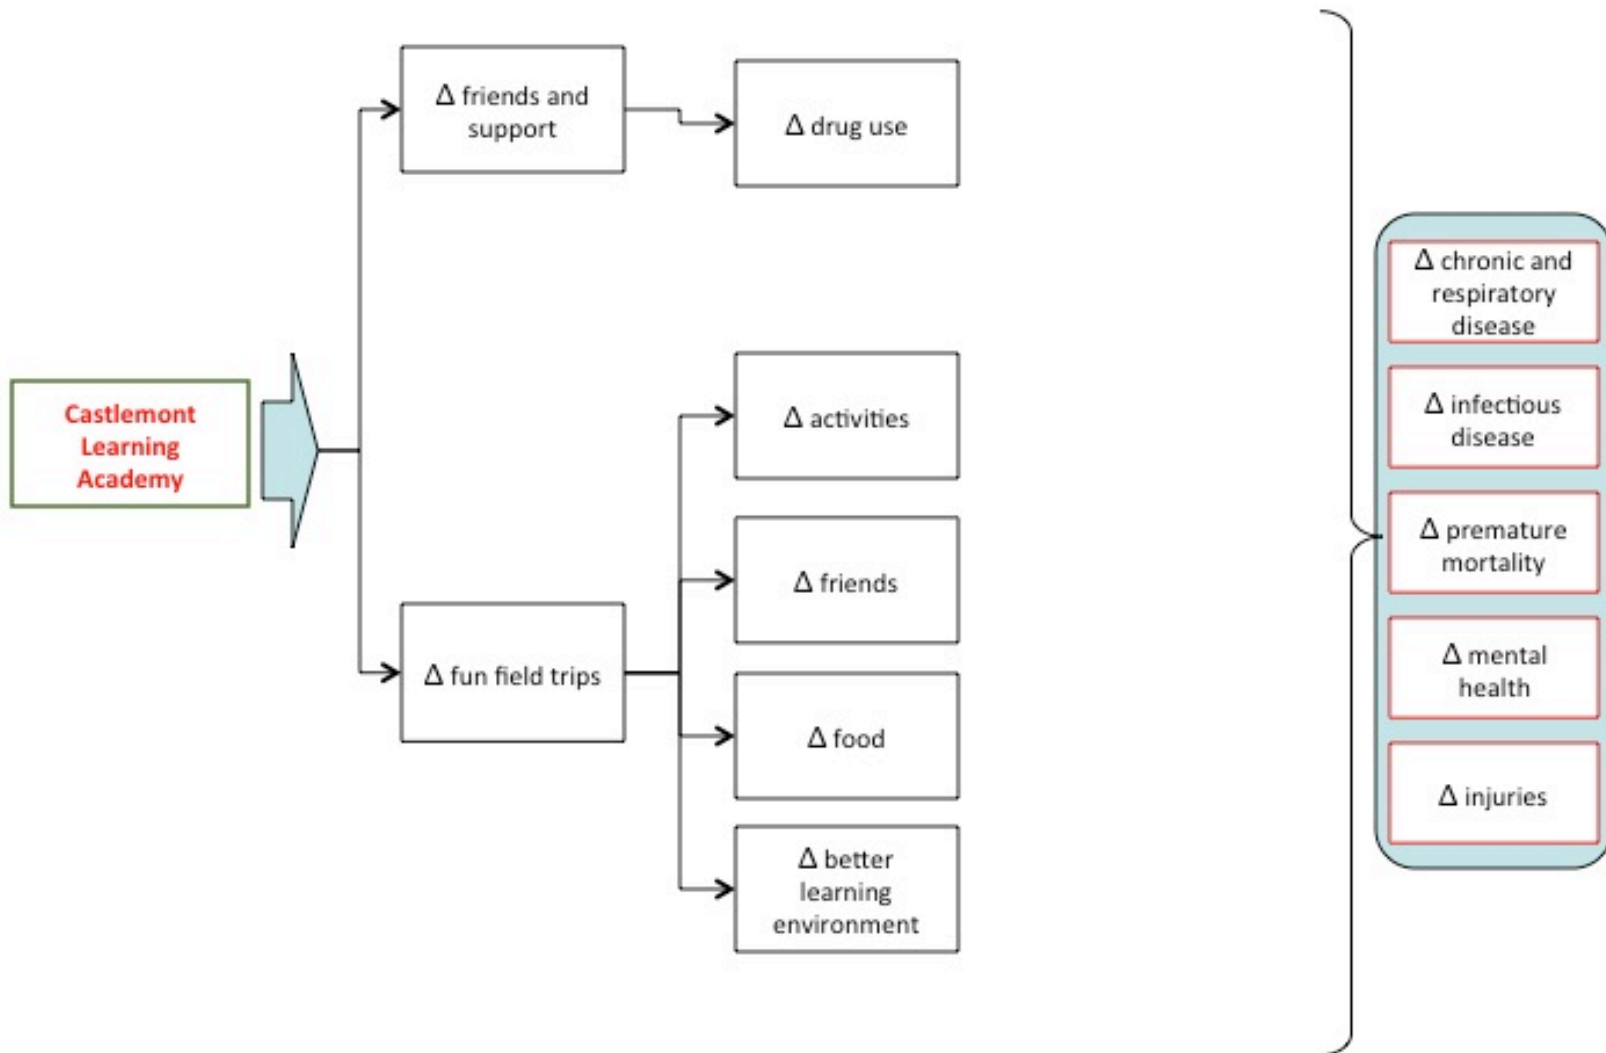 Δ friends and
support
Δ drug use
Castlemont
Learning
Academy
Δ fun field trips
Δ activities
Δ friends
Δ food
Δ better
learning
environment
Δ chronic and
respiratory
disease
Δ infectious
disease
Δ premature
mortality
Δ mental
health
Δ injuries